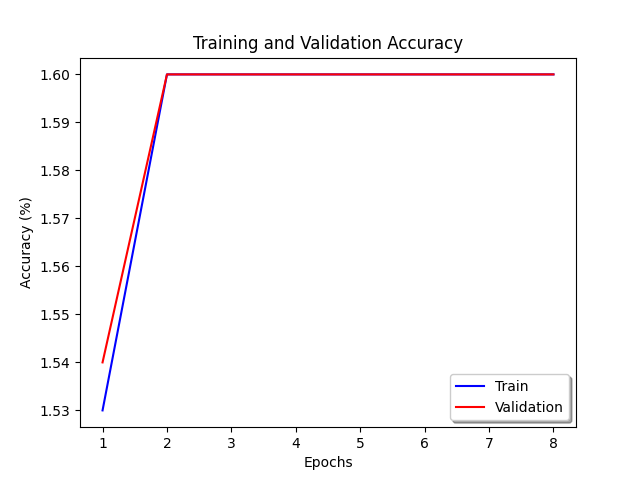 Training and Validation Accuracy
1.60
1.59
1.58
1.57
1.56
1.55
1.54
1.53
Accuracy (%)
1 2 3 4 5 6 7 8
Epochs
Train
Validation